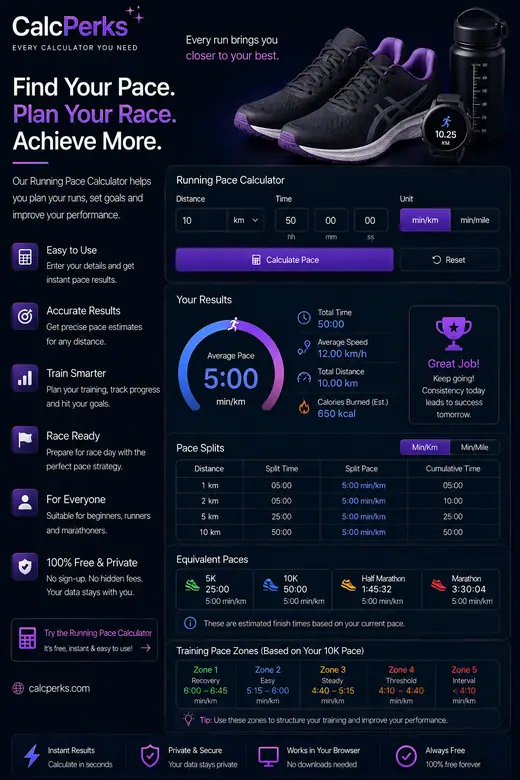 CalcPerks
EVERY CALCULATOR YOU NEED
Every run brings you
closer to your best.
10.25
KM
Find Your Pace.
Plan Your Race.
Achieve More.
Our Running Pace Calculator helps
you plan your runs, set goals and
improve your performance.
Easy to Use
Enter your details and get
instant pace results.
Accurate Results
Get precise pace estimates
for any distance.
Train Smarter
Plan your training, track progress
and hit your goals.
Race Ready
Prepare for race day with the
perfect pace strategy.
For Everyone
Suitable for beginners, runners
and marathoners.
100% Free & Private
No sign-up. No hidden fees.
Your data stays with you.
Try the Running Pace Calculator
It's free, instant & easy to use! →
calcperks.com
Running Pace Calculator
Distance Time Unit
10 km 50 00 00 min/km min/mile
hh mm ss
Calculate Pace Reset
Your Results
Average Pace
5:00
min/km
Total Time
50:00
Average Speed
12.00 km/h
Total Distance
10.00 km
Calories Burned (Est.)
650 kcal
Great Job!
Keep going!
Consistency today
leads to success
tomorrow.
Pace Splits Min/Km Min/Mile
Distance Split Time Split Pace Cumulative Time
1 km 05:00 5:00 min/km 05:00
2 km 05:00 5:00 min/km 10:00
5 km 25:00 5:00 min/km 25:00
10 km 50:00 5:00 min/km 50:00
Equivalent Paces
5K 10K Half Marathon Marathon
25:00 50:00 1:45:32 3:30:04
5:00 min/km 5:00 min/km 5:00 min/km 5:00 min/km
These are estimated finish times based on your current pace.
Training Pace Zones (Based on Your 10K Pace)
Zone 1 Zone 2 Zone 3 Zone 4 Zone 5
Recovery Easy Steady Threshold Interval
6:00 – 6:45 5:15 – 6:00 4:40 – 5:15 4:10 – 4:40 < 4:10
min/km min/km min/km min/km min/km
Tip: Use these zones to structure your training and improve your performance.
Instant Results
Calculate in seconds
Private & Secure
Your data stays private
Works in Your Browser
No downloads needed
Always Free
100% free forever